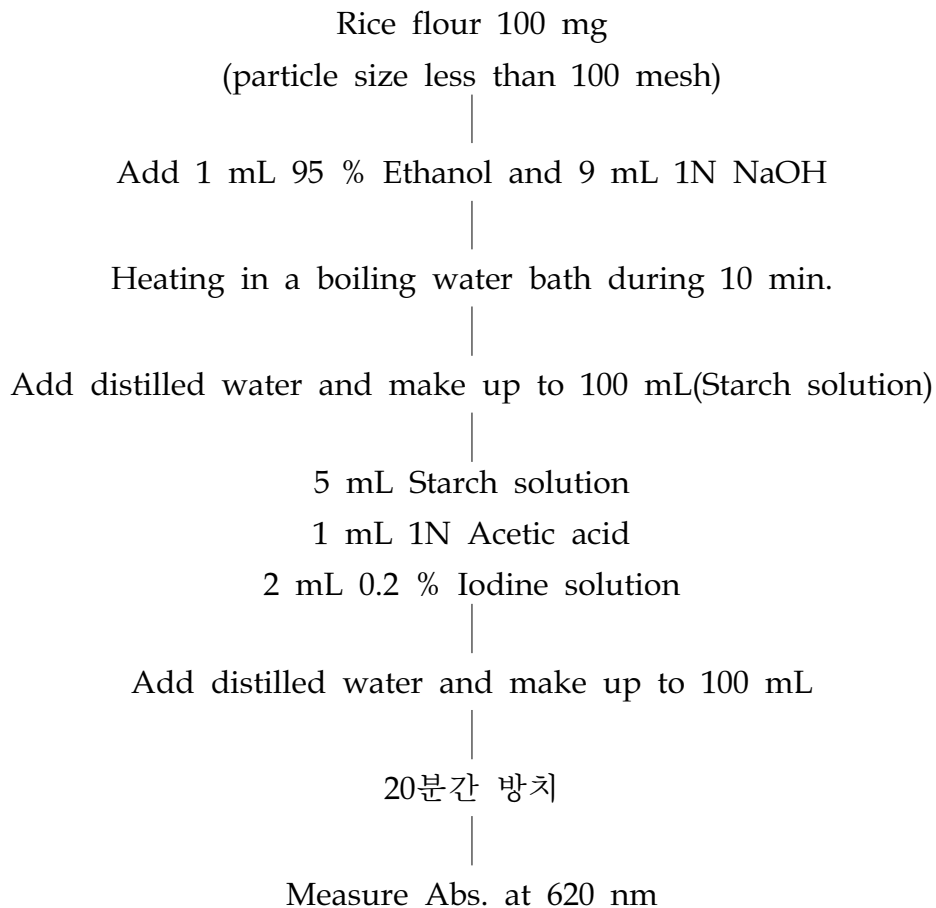 Rice flour 100 mg
(particle size less than 100 mesh)
Add 1 mL 95 % Ethanol and 9 mL 1N NaOH
Heating in a boiling water bath during 10 min.
Add distilled water and make up to 100 mL(Starch solution)
5 mL Starch solution
1 mL 1N Acetic acid
2 mL 0.2 % Iodine solution
Add distilled water and make up to 100 mL
20분간 방치
Measure Abs. at 620 nm